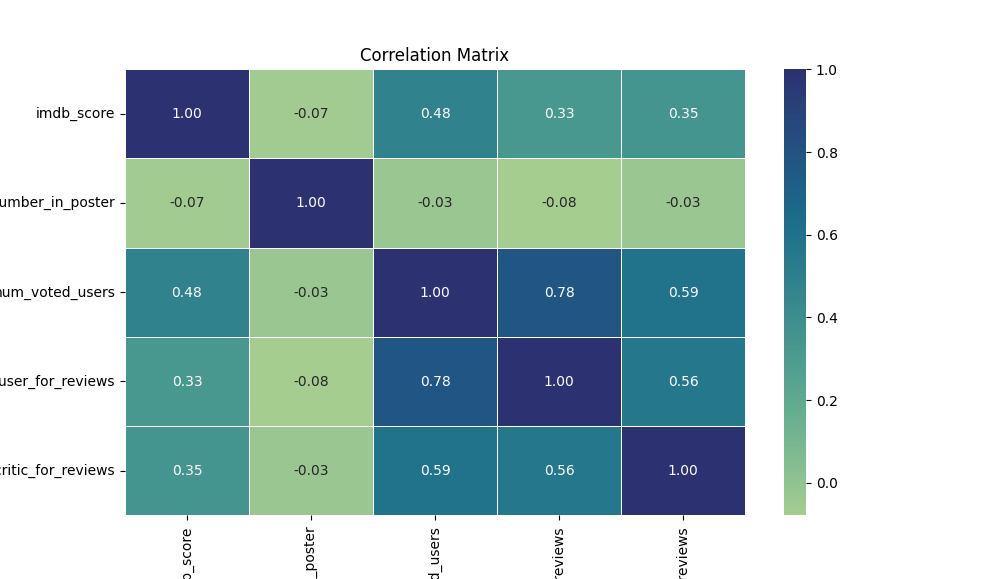 Correlation Matrix
imdb_score 1.00 -0.07 0.48 0.33 0.35
umber_in_poster -0.07 1.00 -0.03 -0.08 -0.03
num_voted_users 0.48 -0.03 1.00 0.78 0.59
user_for_reviews 0.33 -0.08 0.78 1.00 0.56
critic_for_reviews 0.35 -0.03 0.59 0.56 1.00
b_score _poster d_users reviews reviews
1.0
0.8
0.6
0.4
0.2
0.0